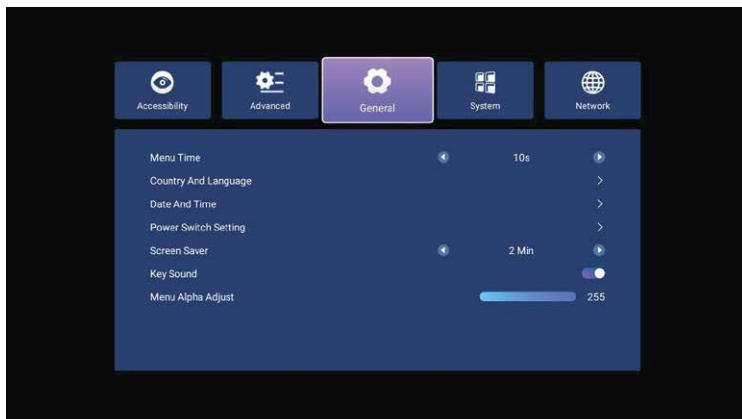 Accessibility Advanced General System Network
Menu Time 10s
Country And Language
Date And Time
Power Switch Setting
Screen Saver 2 Min
Key Sound
Menu Alpha Adjust 255